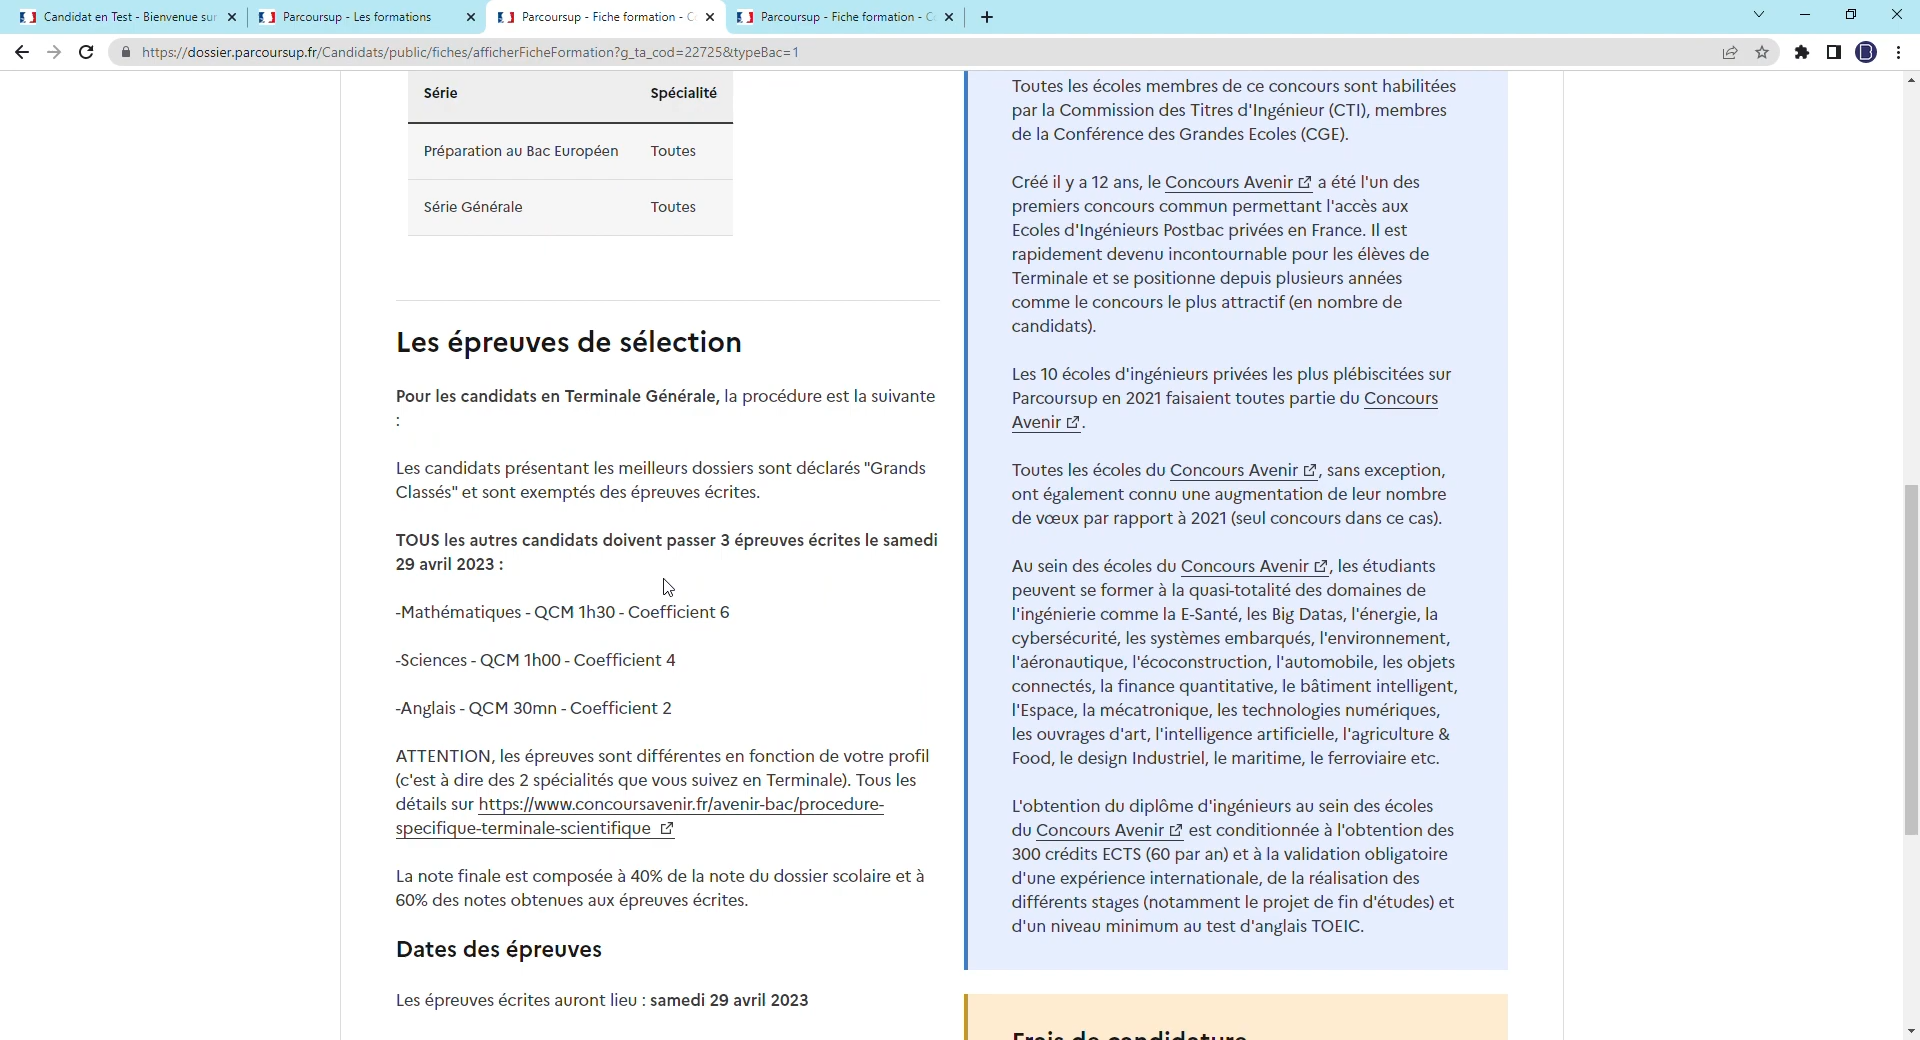 Candidat en Test - Bienvenue sur
Parcoursup - Les formations
Parcoursup - Fiche formation - C
Parcoursup - Fiche formation - C
https://dossier.parcoursup.fr/Candidats/public/fiches/afficherFicheFormation?g_ta_cod=22725&typeBac=1
B
Série Spécialité
Préparation au Bac Européen Toutes
Série Générale Toutes
Les épreuves de sélection
Pour les candidats en Terminale Générale, la procédure est la suivante
:
Les candidats présentant les meilleurs dossiers sont déclarés "Grands
Classés" et sont exemptés des épreuves écrites.
TOUS les autres candidats doivent passer 3 épreuves écrites le samedi
29 avril 2023 :
-Mathématiques - QCM 1h30 - Coefficient 6
-Sciences - QCM 1h00 - Coefficient 4
-Anglais - QCM 30mn - Coefficient 2
ATTENTION, les épreuves sont différentes en fonction de votre profil
(c'est à dire des 2 spécialités que vous suivez en Terminale). Tous les
détails sur https://www.concoursavenir.fr/avenir-bac/procedure-
specifique-terminale-scientifique
La note finale est composée à 40% de la note du dossier scolaire et à
60% des notes obtenues aux épreuves écrites.
Dates des épreuves
Les épreuves écrites auront lieu : samedi 29 avril 2023
Toutes les écoles membres de ce concours sont habilitées
par la Commission des Titres d'Ingénieur (CTI), membres
de la Conférence des Grandes Ecoles (CGE).
Créé il y a 12 ans, le Concours Avenir a été l'un des
premiers concours commun permettant l'accès aux
Ecoles d'Ingénieurs Postbac privées en France. Il est
rapidement devenu incontournable pour les élèves de
Terminale et se positionne depuis plusieurs années
comme le concours le plus attractif (en nombre de
candidats).
Les 10 écoles d'ingénieurs privées les plus plébiscitées sur
Parcoursup en 2021 faisaient toutes partie du Concours
Avenir .
Toutes les écoles du Concours Avenir , sans exception,
ont également connu une augmentation de leur nombre
de vœux par rapport à 2021 (seul concours dans ce cas).
Au sein des écoles du Concours Avenir , les étudiants
peuvent se former à la quasi-totalité des domaines de
l'ingénierie comme la E-Santé, les Big Datas, l'énergie, la
cybersécurité, les systèmes embarqués, l'environnement,
l'aéronautique, l'écoconstruction, l'automobile, les objets
connectés, la finance quantitative, le bâtiment intelligent,
l'Espace, la mécatronique, les technologies numériques,
les ouvrages d'art, l'intelligence artificielle, l'agriculture &
Food, le design Industriel, le maritime, le ferroviaire etc.
L'obtention du diplôme d'ingénieurs au sein des écoles
du Concours Avenir est conditionnée à l'obtention des
300 crédits ECTS (60 par an) et à la validation obligatoire
d'une expérience internationale, de la réalisation des
différents stages (notamment le projet de fin d'études) et
d'un niveau minimum au test d'anglais TOEIC.
Frais de candidature